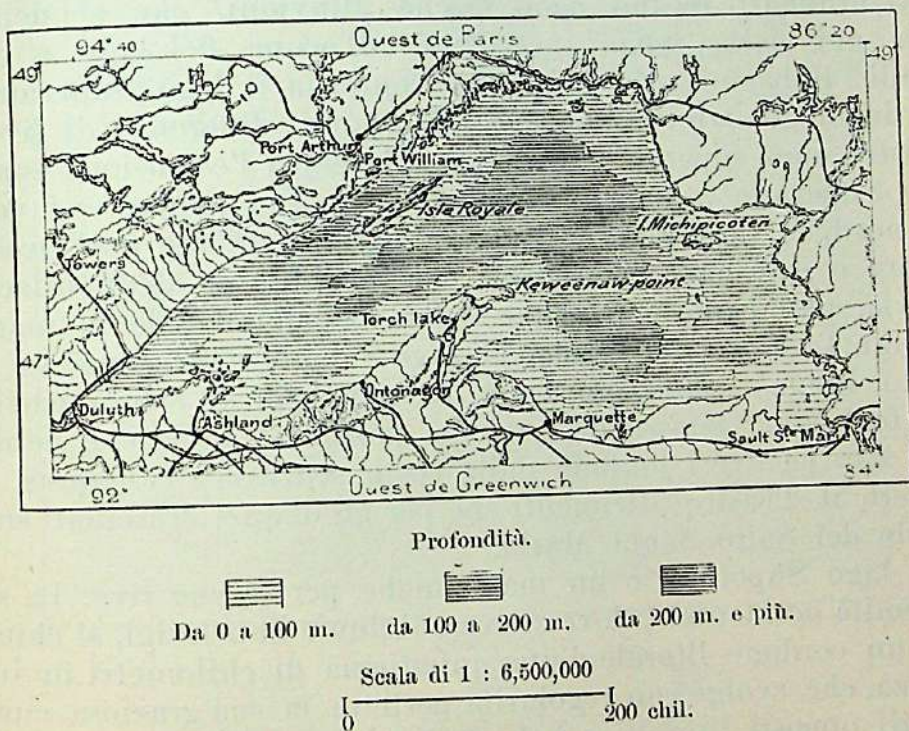 94 40 Ouest de Paris 86 20
49 49
Port Arthur
Port William
Isla Royale
I. Michipicoten
Towers
Keweenaw point
Torch lake
47 47
Ontonagon
Duluth
Ashland
Marquette
Sault Ste Marie
92° Ouest de Greenwich 84°
Profondità.
Da 0 a 100 m. da 100 a 200 m. da 200 m. e più.
Scala di 1 : 6,500,000
0 200 chil.